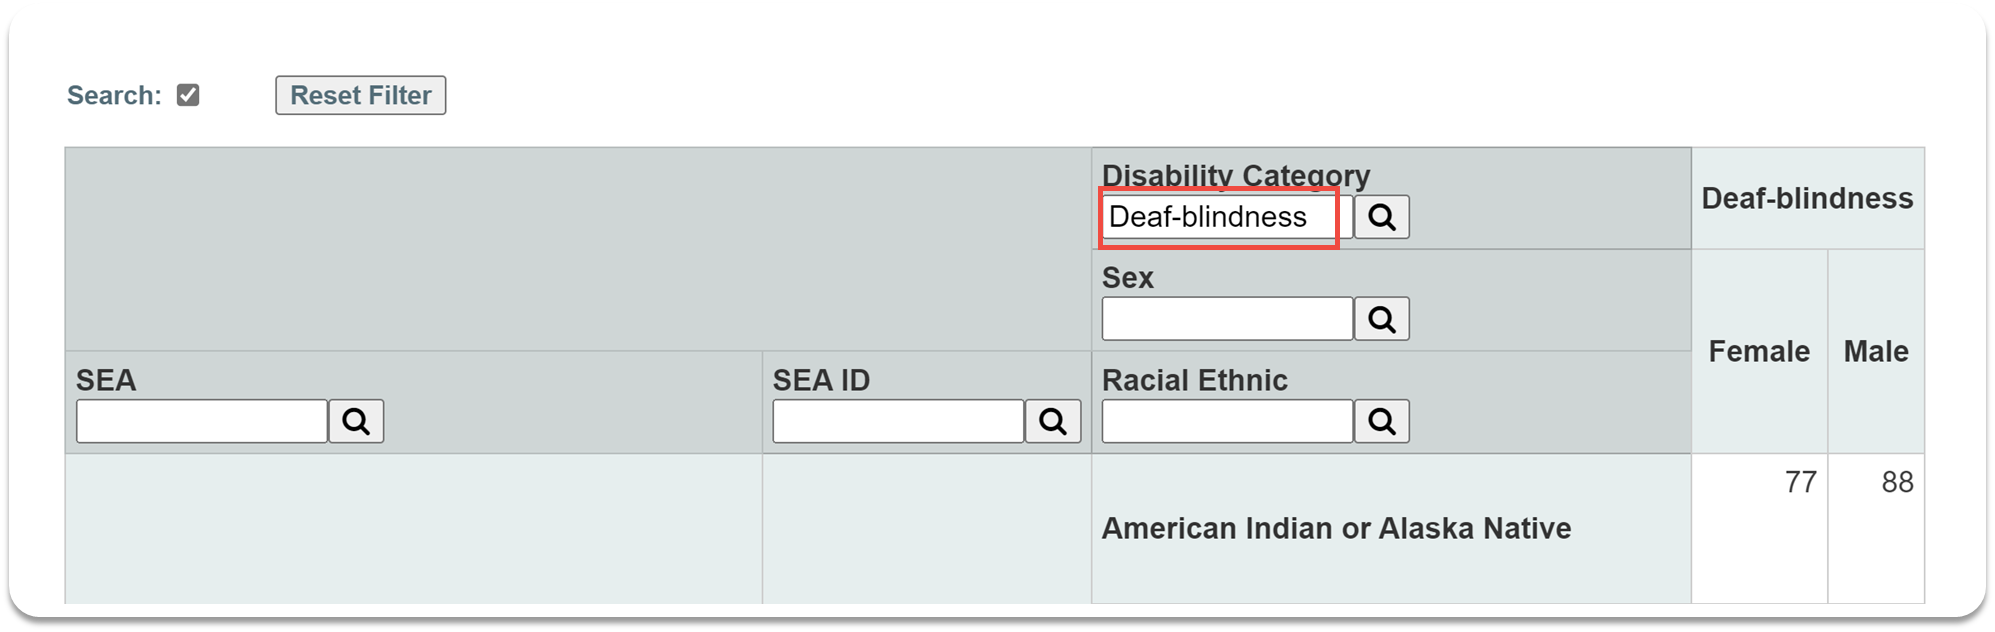 Search:
Reset Filter
Disability Category
Deaf-blindness
Deaf-blindness
Sex
Female
Male
SEA
SEA ID
Racial Ethnic
77
88
American Indian or Alaska Native